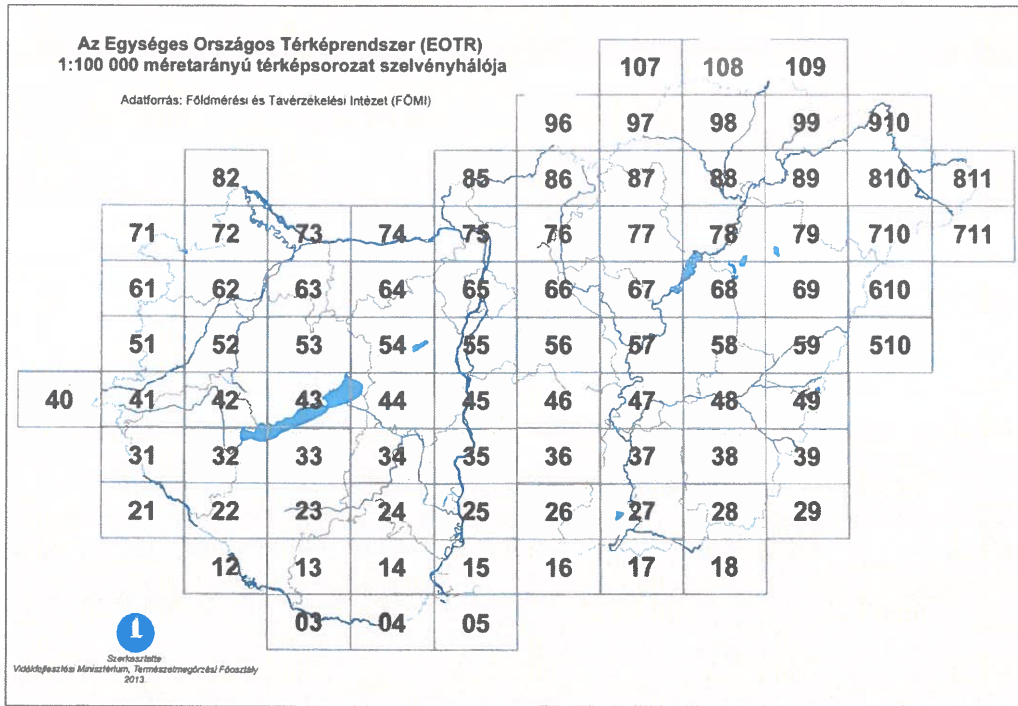 Az Egységes Országos Térképrendszer (EOTR)
1:100 000 méretarányú térképsorozat szelvényhálója
Adatforrás: Földmérési és Távérzékelési Intézet (FÖMI)
107 108 109
96 97 98 99 910
82 85 86 87 88 89 810 811
71 72 73 74 75 76 77 78 79 710 711
61 62 63 64 65 66 67 68 69 610
51 52 53 54 55 56 57 58 59 510
40 41 42 43 44 45 46 47 48 49
31 32 33 34 35 36 37 38 39
21 22 23 24 25 26 27 28 29
12 13 14 15 16 17 18
03 04 05
1
Szerkesztette
Vidékfejlesztési Minisztérium, Természetmegőrzési Főosztály
2013.